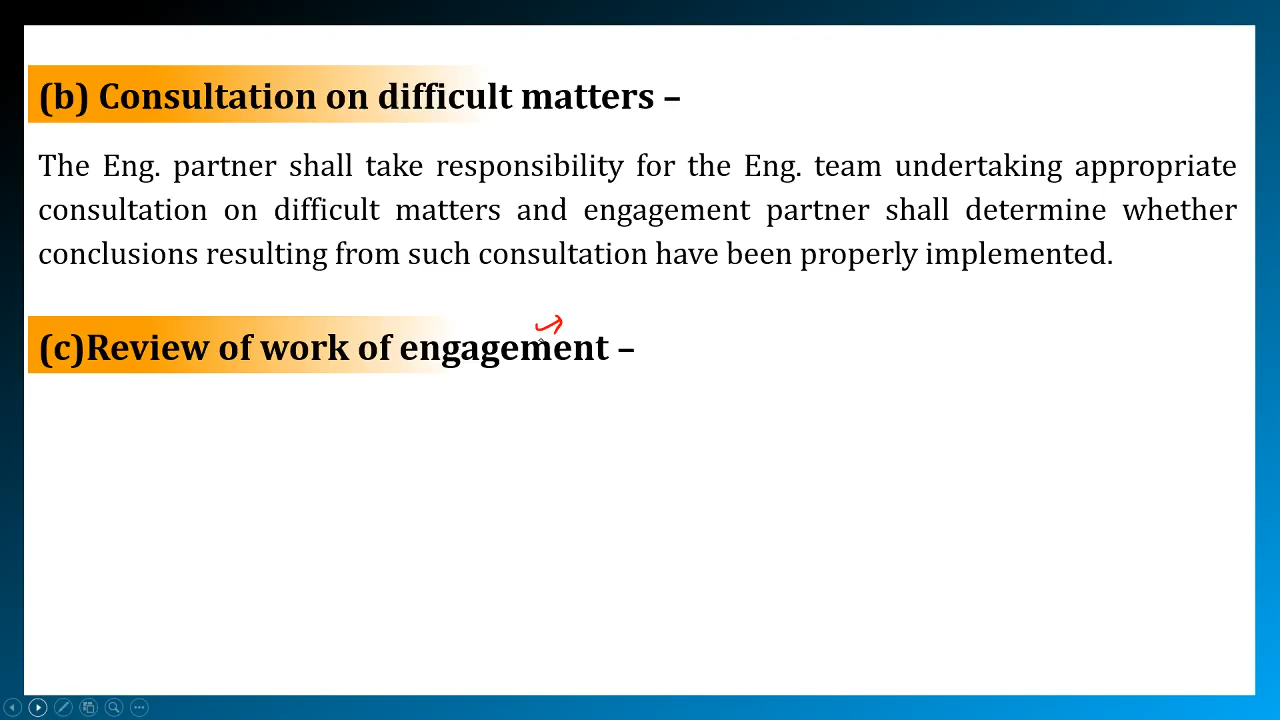 (b) Consultation on difficult matters –
The Eng. partner shall take responsibility for the Eng. team undertaking appropriate
consultation on difficult matters and engagement partner shall determine whether
conclusions resulting from such consultation have been properly implemented.
(c)Review of work of engagement –